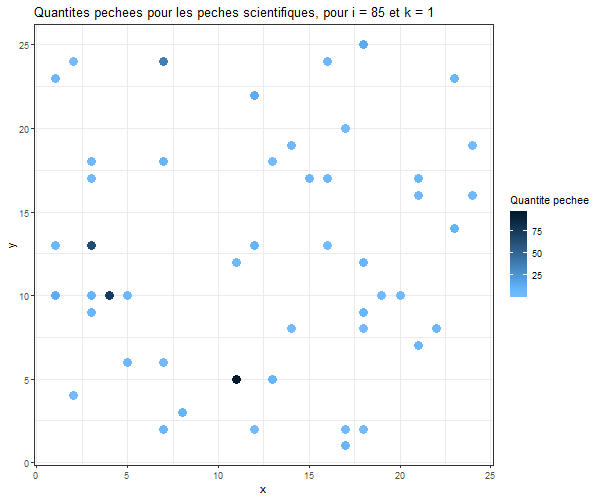 Quantites pechees pour les peches scientifiques, pour i = 85 et k = 1
25
20
15
10
5
0
y
0 5 10 15 20 25
x
Quantite pechee
75
50
25